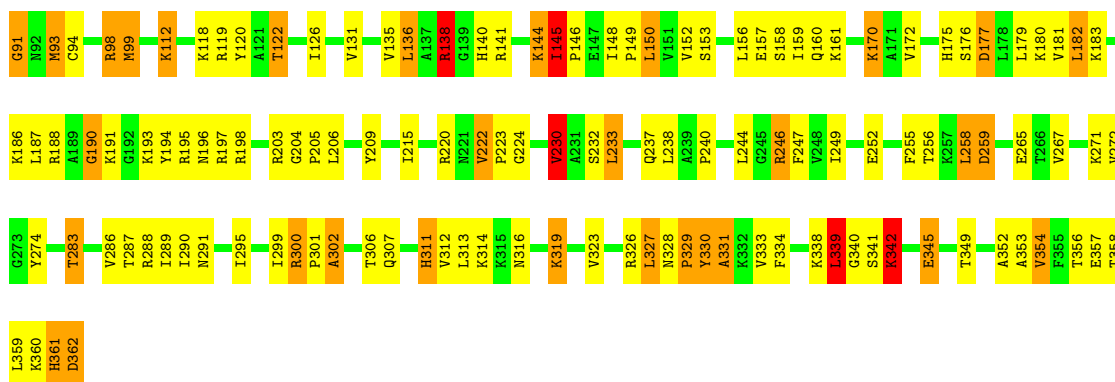 G91 N92 M93 C94 R98 M99 K112 K118 R119 Y120 A121 T122 I126 V131 V135 L136 A137 R138 G139 H140 R141 K144 I145 P146 E147 I148 P149 L150 V151 V152 S153 L156 E157 S158 I159 Q160 K161 K170 A171 V172 H175 S176 D177 L178 L179 K180 V181 L182 K183
K186 L187 R188 A189 G190 K191 G192 K193 Y194 R195 N196 R197 R198 R203 G204 P205 L206 Y209 I215 R220 N221 V222 P223 G224 V230 A231 S232 L233 Q237 L238 A239 P240 L244 G245 R246 F247 V248 I249 E252 F255 T256 K257 L258 D259 E265 T266 V267 K271
G273 Y274 T283 V286 T287 R288 I289 I290 N291 I295 I299 R300 P301 A302 T306 Q307 H311 V312 L313 K314 K315 N316 K319 V323 R326 L327 N328 P329 Y330 A331 K332 V333 F334 K338 L339 G340 S341 K342 E345 T349 A352 A353 V354 F355 T356 E357 T358
L359 K360 H361 D362